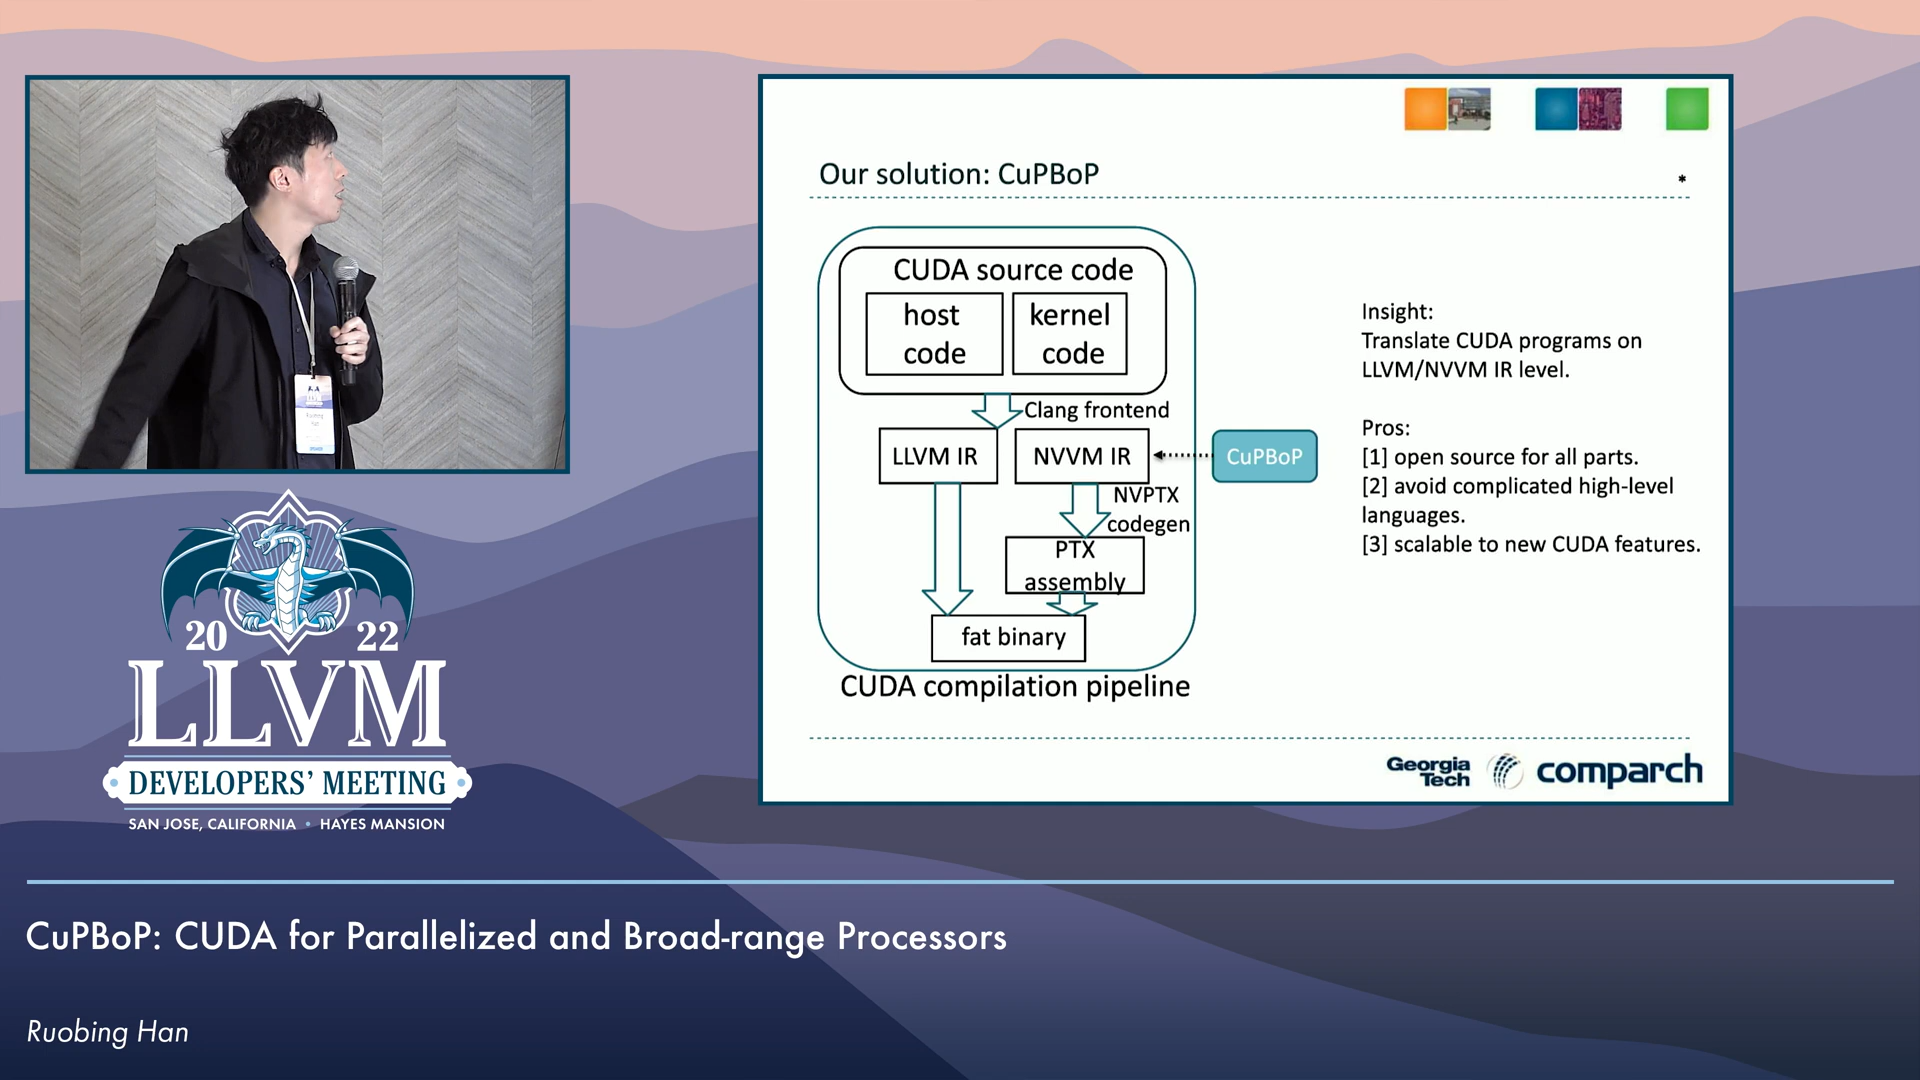 Our solution: CuPBoP
*
CUDA source code
host
code
kernel
code
Clang frontend
LLVM IR
NVVM IR
CuPBoP
NVPTX
codegen
PTX
assembly
fat binary
CUDA compilation pipeline
Insight:
Translate CUDA programs on
LLVM/NVVM IR level.
Pros:
[1] open source for all parts.
[2] avoid complicated high-level
languages.
[3] scalable to new CUDA features.
Georgia
Tech
comparch
20 22
LLVM
DEVELOPERS' MEETING
SAN JOSE, CALIFORNIA • HAYES MANSION
CuPBoP: CUDA for Parallelized and Broad-range Processors
Ruobing Han